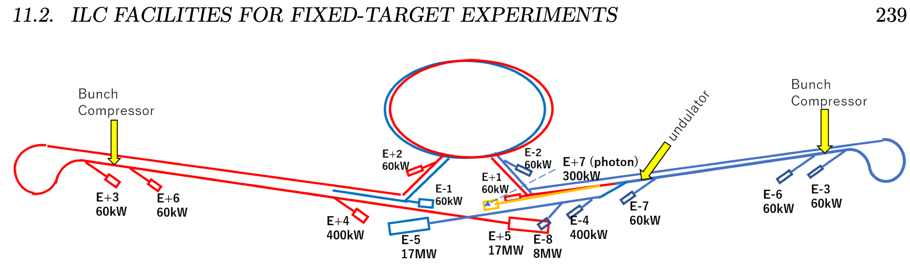 11.2. ILC FACILITIES FOR FIXED-TARGET EXPERIMENTS 239
Bunch
Compressor
undulator
Bunch
Compressor
E+2
60kW
E-2
60kW
E+7 (photon)
300kW
E+1
60kW
E-1
60kW
E+3
60kW
E+6
60kW
E+4
400kW
E-5
17MW
E+5
17MW
E-8
8MW
E-4
400kW
E-7
60kW
E-6
60kW
E-3
60kW